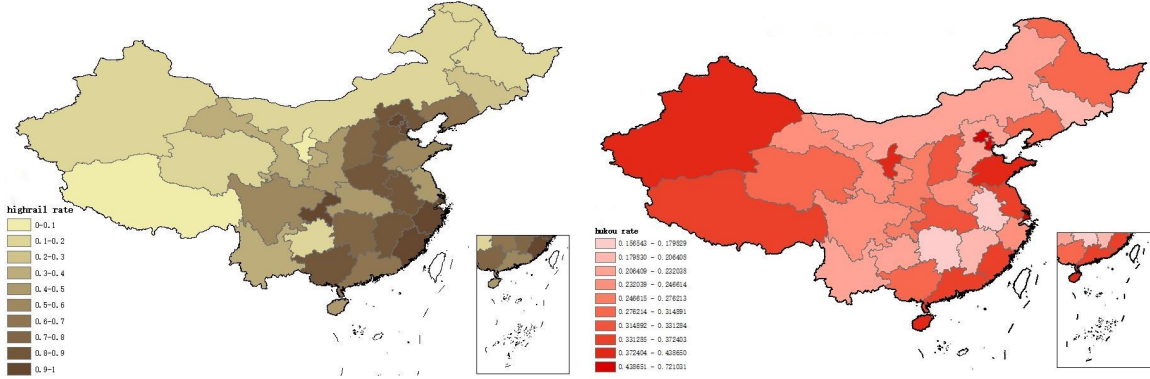 highrail rate
0-0.1
0.1-0.2
0.2-0.3
0.3-0.4
0.4-0.5
0.5-0.6
0.6-0.7
0.7-0.8
0.8-0.9
0.9-1
hukou rate
0.156543 - 0.179829
0.179830 - 0.206408
0.206409 - 0.232038
0.232039 - 0.246614
0.246615 - 0.276213
0.276214 - 0.314891
0.314892 - 0.331284
0.331285 - 0.372403
0.372404 - 0.438650
0.438651 - 0.721031